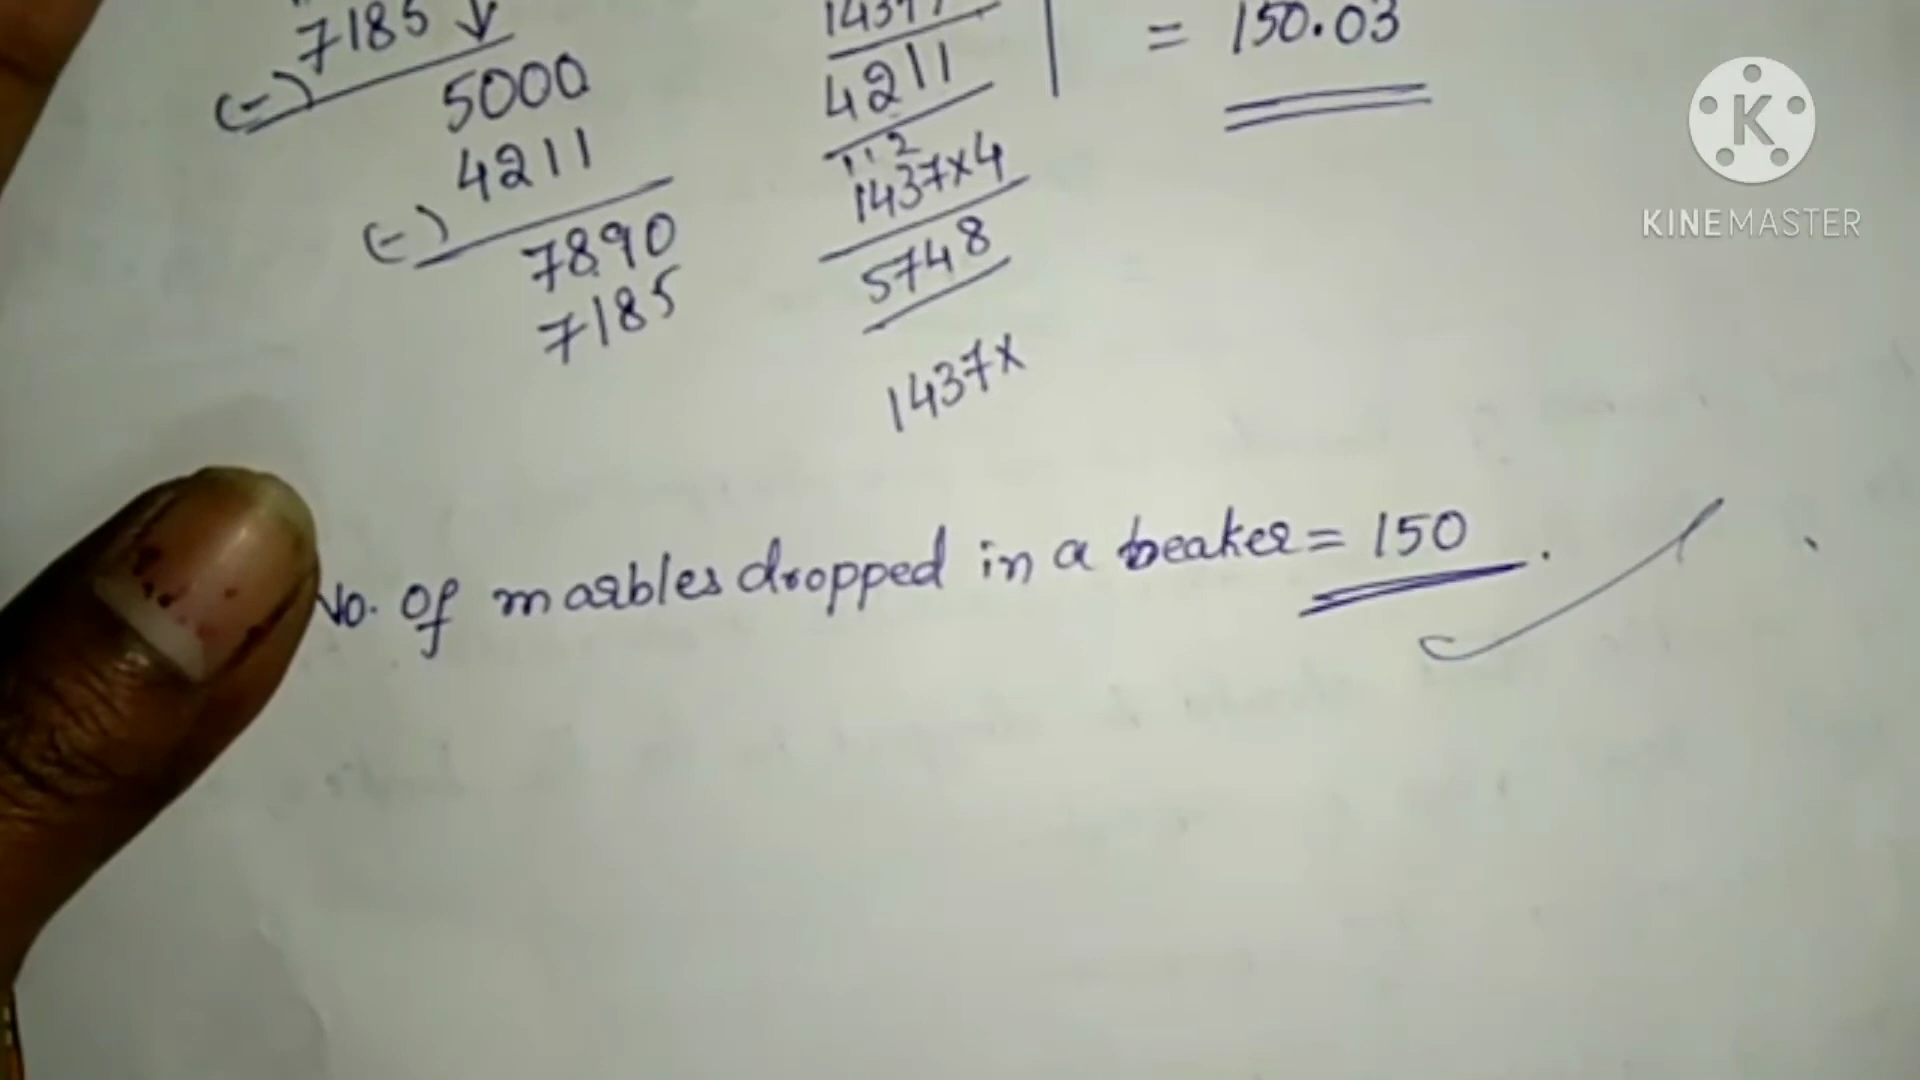 7185
(-)
5000
4211
(-)
7890
7185
4211
112
1437x4
5748
1437x
= 150.03
No. Of marbles dropped in a beaker = 150.
K
KINEMASTER